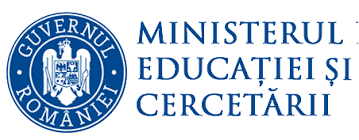 GUVERNUL
ROMÂNIEI
MINISTERUL
EDUCAȚIEI ȘI
CERCETĂRII